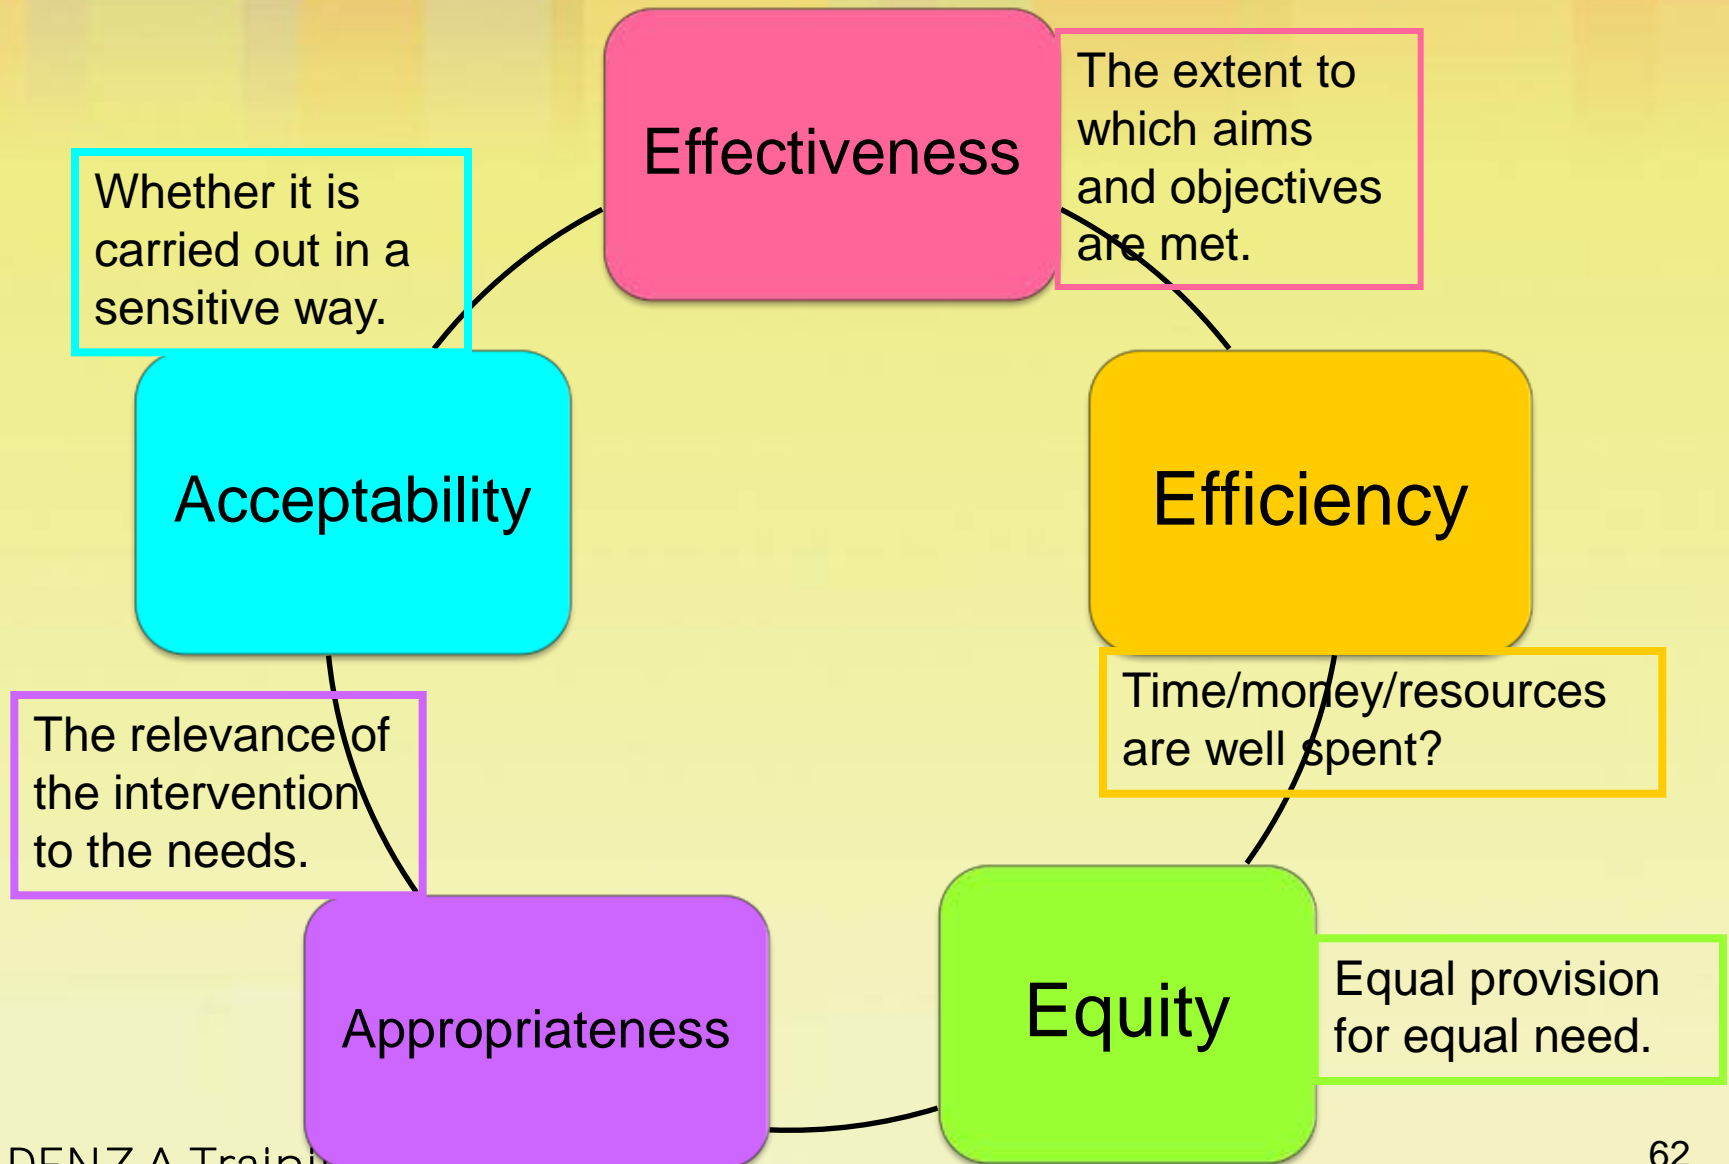 Effectiveness
The extent to
which aims
and objectives
are met.
Whether it is
carried out in a
sensitive way.
Acceptability
Efficiency
Time/money/resources
are well spent?
The relevance of
the intervention
to the needs.
Appropriateness
Equity
Equal provision
for equal need.
A
62